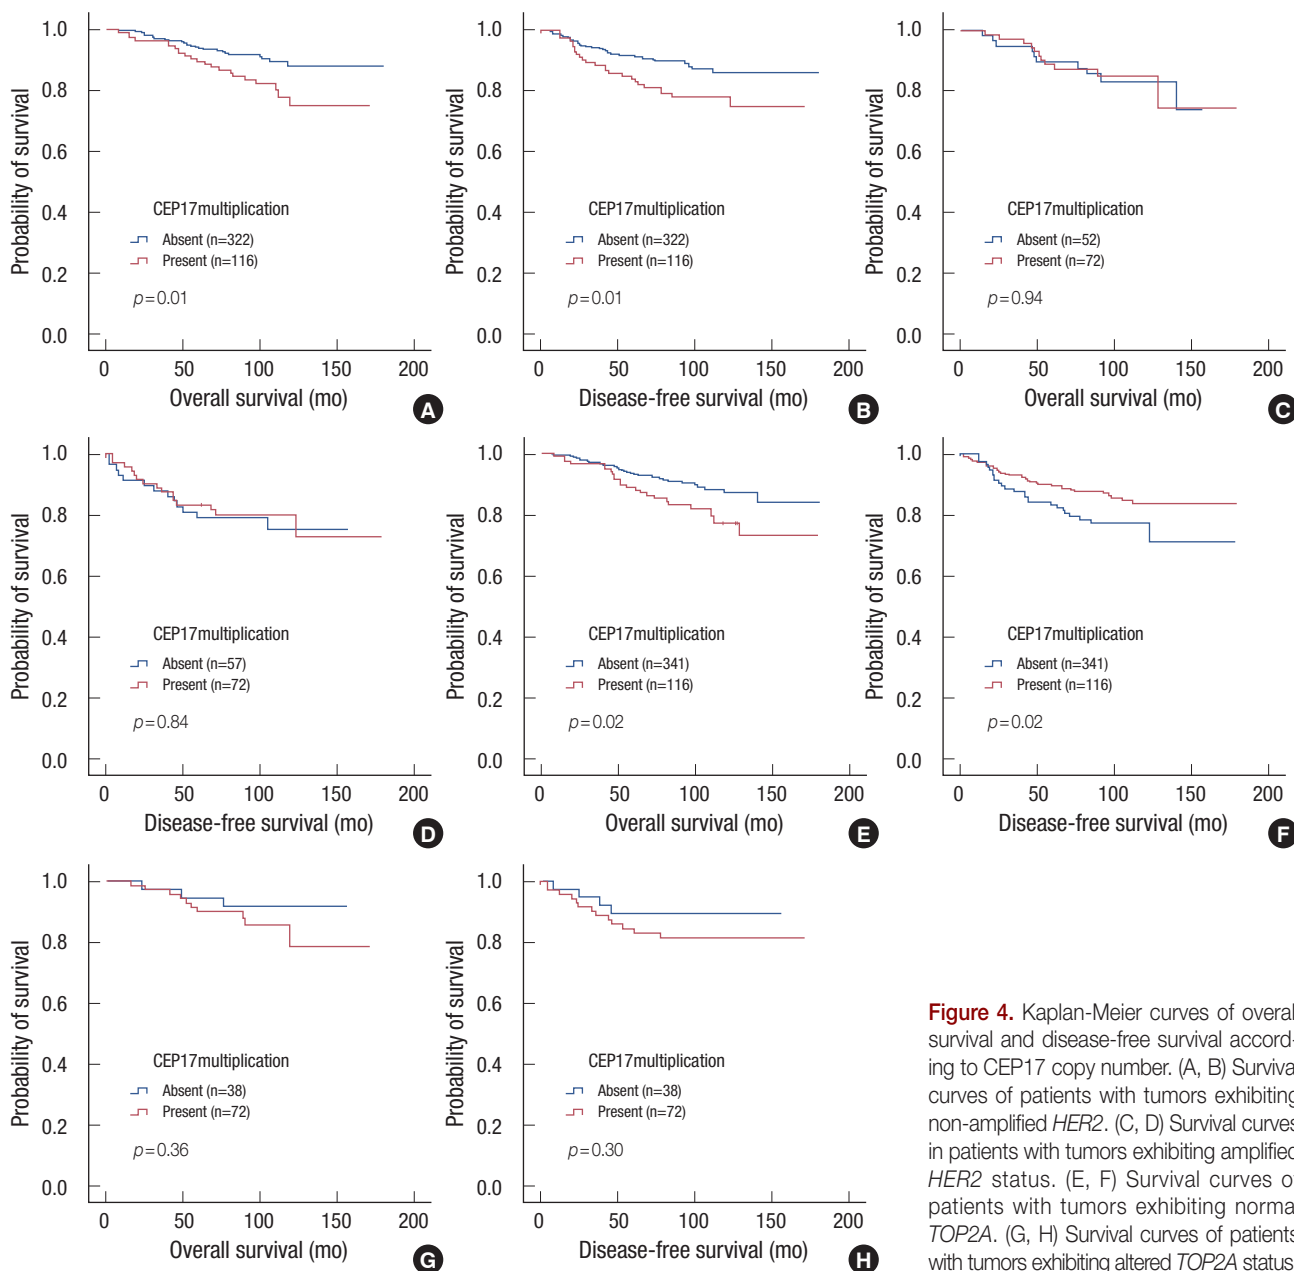 1.0
0.8
0.6
0.4
0.2
0.0
Probability of survival
CEP17multiplication
Absent (n=322)
Present (n=116)
p=0.01
0 50 100 150 200
Overall survival (mo)
A
1.0
0.8
0.6
0.4
0.2
0.0
Probability of survival
CEP17multiplication
Absent (n=322)
Present (n=116)
p=0.01
0 50 100 150 200
Disease-free survival (mo)
B
1.0
0.8
0.6
0.4
0.2
0.0
Probability of survival
CEP17multiplication
Absent (n=52)
Present (n=72)
p=0.94
0 50 100 150 200
Overall survival (mo)
C
1.0
0.8
0.6
0.4
0.2
0.0
Probability of survival
CEP17multiplication
Absent (n=57)
Present (n=72)
p=0.84
0 50 100 150 200
Disease-free survival (mo)
D
1.0
0.8
0.6
0.4
0.2
0.0
Probability of survival
CEP17multiplication
Absent (n=341)
Present (n=116)
p=0.02
0 50 100 150 200
Overall survival (mo)
E
1.0
0.8
0.6
0.4
0.2
0.0
Probability of survival
CEP17multiplication
Absent (n=341)
Present (n=116)
p=0.02
0 50 100 150 200
Disease-free survival (mo)
F
1.0
0.8
0.6
0.4
0.2
0.0
Probability of survival
CEP17multiplication
Absent (n=38)
Present (n=72)
p=0.36
0 50 100 150 200
Overall survival (mo)
G
1.0
0.8
0.6
0.4
0.2
0.0
Probability of survival
CEP17multiplication
Absent (n=38)
Present (n=72)
p=0.30
0 50 100 150 200
Disease-free survival (mo)
H
Figure 4. Kaplan-Meier curves of overall
survival and disease-free survival accord-
ing to CEP17 copy number. (A, B) Survival
curves of patients with tumors exhibiting
non-amplified HER2. (C, D) Survival curves
in patients with tumors exhibiting amplified
HER2 status. (E, F) Survival curves of
patients with tumors exhibiting normal
TOP2A. (G, H) Survival curves of patients
with tumors exhibiting altered TOP2A status